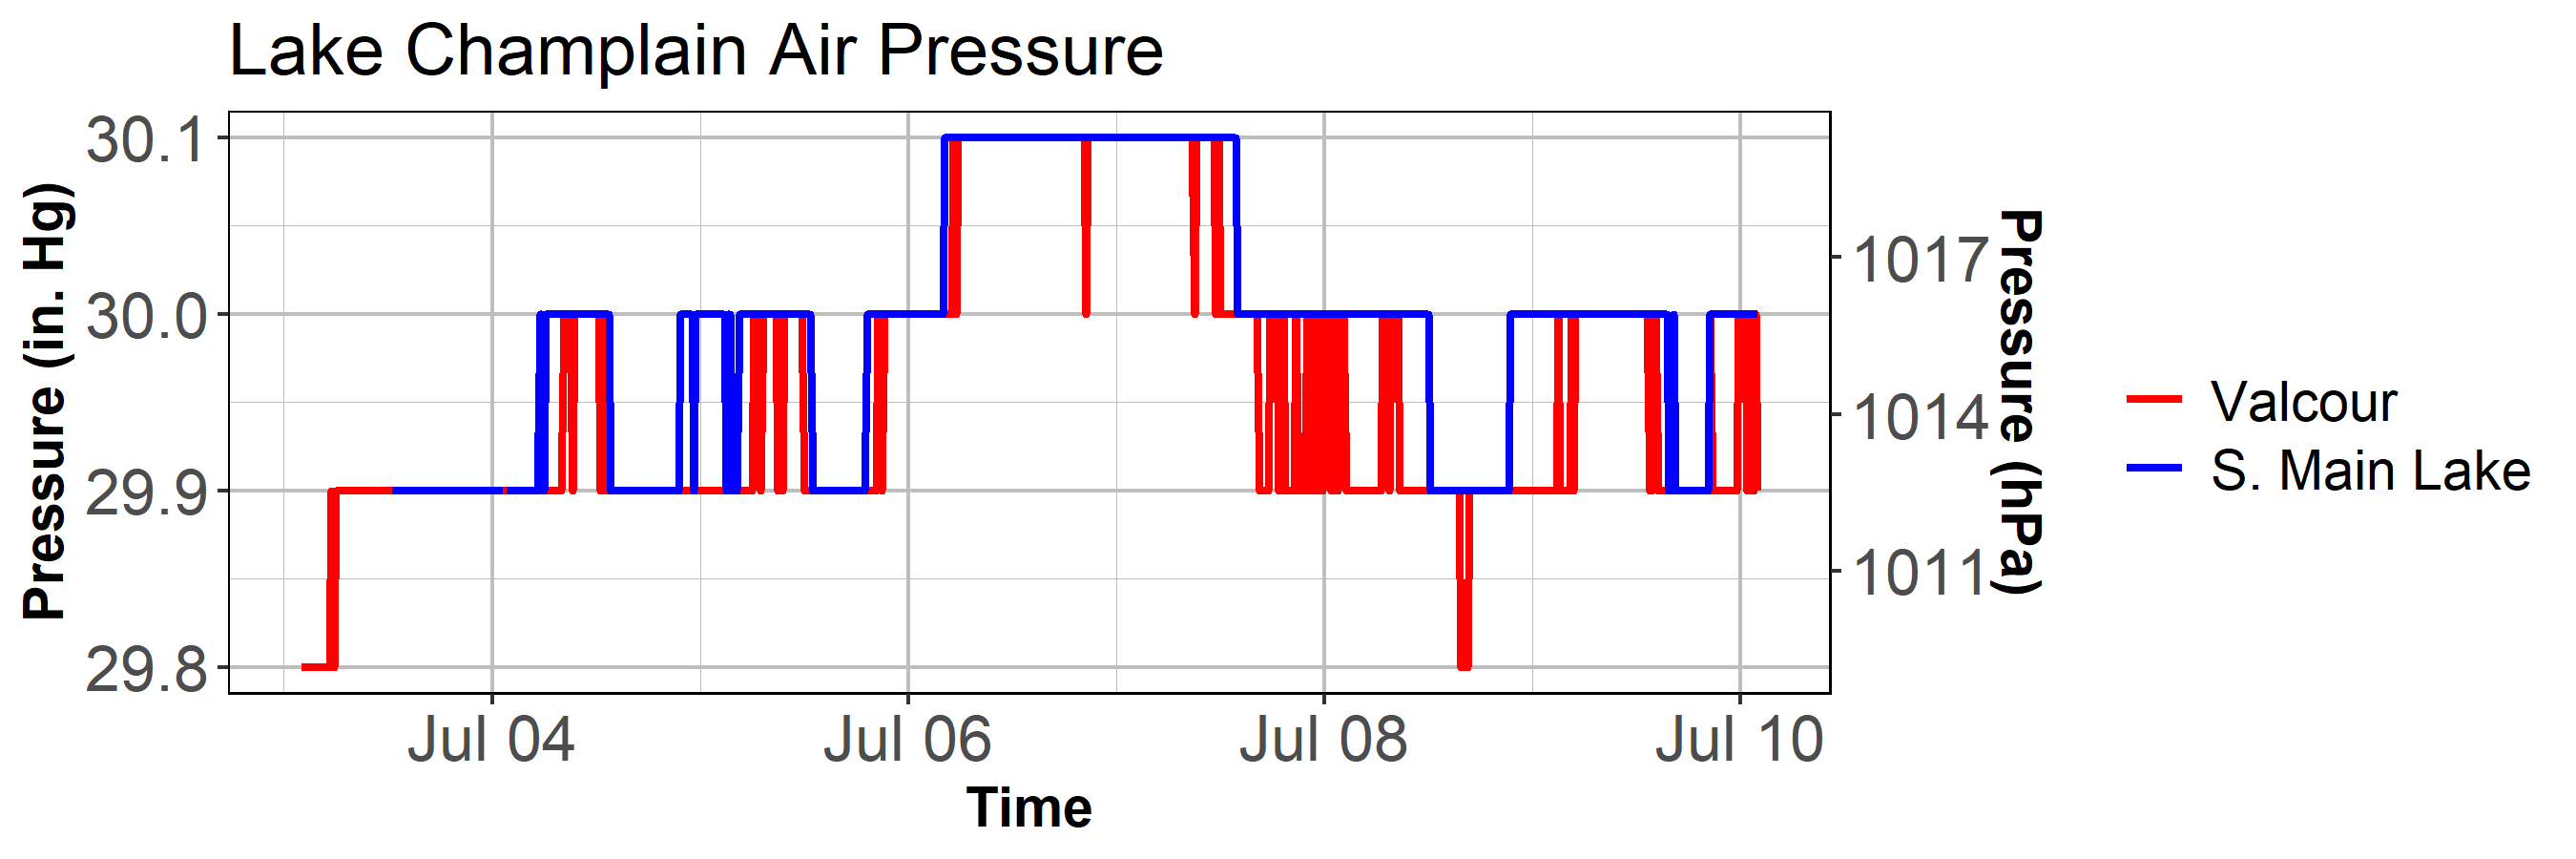 Lake Champlain Air Pressure
Pressure (in. Hg)
30.1
30.0
29.9
29.8
1017
1014
1011
Pressure (hPa)
Valcour
S. Main Lake
Jul 04 Jul 06 Jul 08 Jul 10
Time